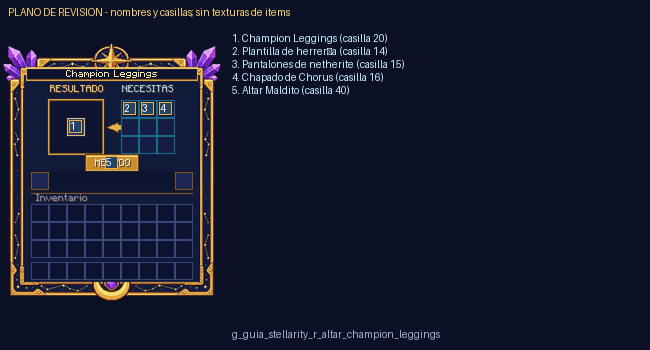 PLANO DE REVISION - nombres y casillas; sin texturas de items
Champion Leggings
RESULTADO NECESITAS
1
2 3 4
5
Inventario
1. Champion Leggings (casilla 20)
2. Plantilla de herrer□a (casilla 14)
3. Pantalones de netherite (casilla 15)
4. Chapado de Chorus (casilla 16)
5. Altar Maldito (casilla 40)
g_guia_stellarity_r_altar_champion_leggings